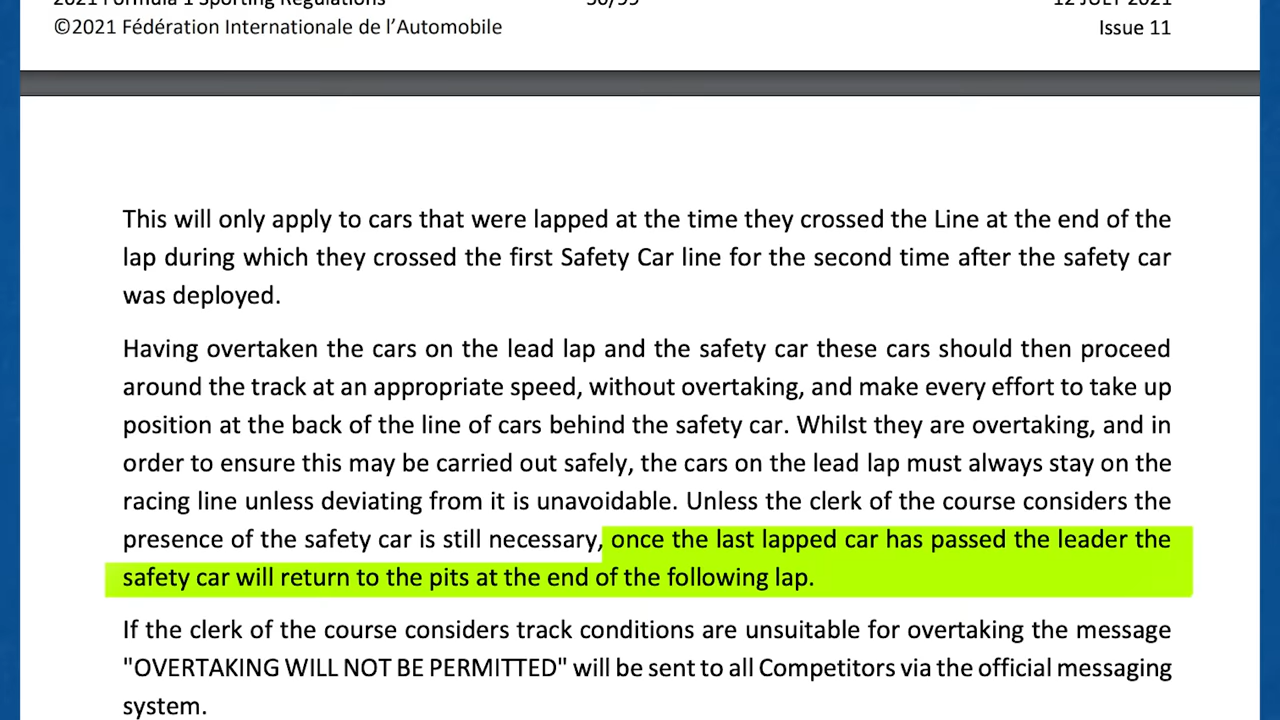 2021 Formula 1 Sporting Regulations 50/95 12 JULY 2021
©2021 Fédération Internationale de l’Automobile Issue 11
This will only apply to cars that were lapped at the time they crossed the Line at the end of the
lap during which they crossed the first Safety Car line for the second time after the safety car
was deployed.
Having overtaken the cars on the lead lap and the safety car these cars should then proceed
around the track at an appropriate speed, without overtaking, and make every effort to take up
position at the back of the line of cars behind the safety car. Whilst they are overtaking, and in
order to ensure this may be carried out safely, the cars on the lead lap must always stay on the
racing line unless deviating from it is unavoidable. Unless the clerk of the course considers the
presence of the safety car is still necessary, once the last lapped car has passed the leader the
safety car will return to the pits at the end of the following lap.
If the clerk of the course considers track conditions are unsuitable for overtaking the message
"OVERTAKING WILL NOT BE PERMITTED" will be sent to all Competitors via the official messaging
system.